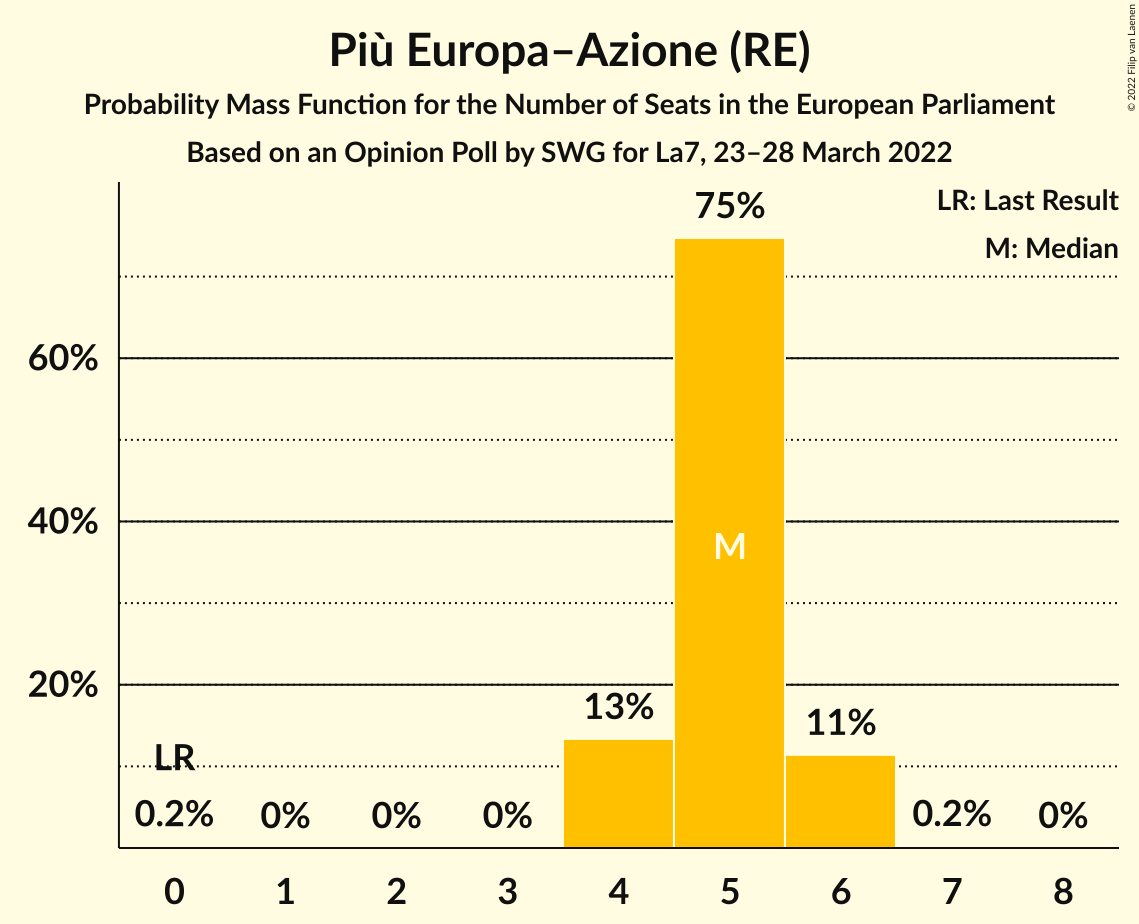 Più Europa–Azione (RE)
Probability Mass Function for the Number of Seats in the European Parliament
Based on an Opinion Poll by SWG for La7, 23–28 March 2022
© 2022 Filip van Laenen
LR: Last Result
M: Median
75%
60%
40%
M
20%
13%
11%
LR
0.2%
0%
0%
0%
0.2%
0%
0 1 2 3 4 5 6 7 8